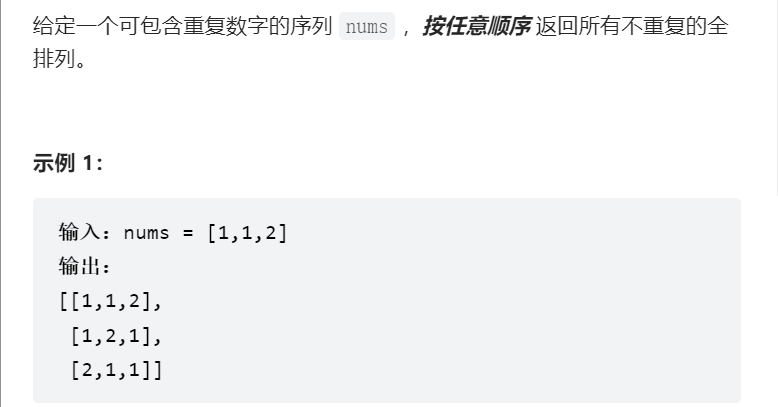 给定一个可包含重复数字的序列 nums ，按任意顺序 返回所有不重复的全
排列。
示例 1：
输入：nums = [1,1,2]
输出：
[[1,1,2],
[1,2,1],
[2,1,1]]